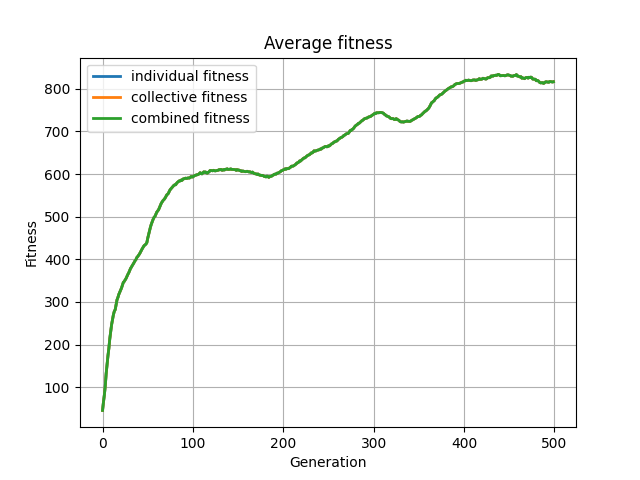 Average fitness
individual fitness
collective fitness
combined fitness
800
700
600
500
400
300
200
100
Fitness
0 100 200 300 400 500
Generation